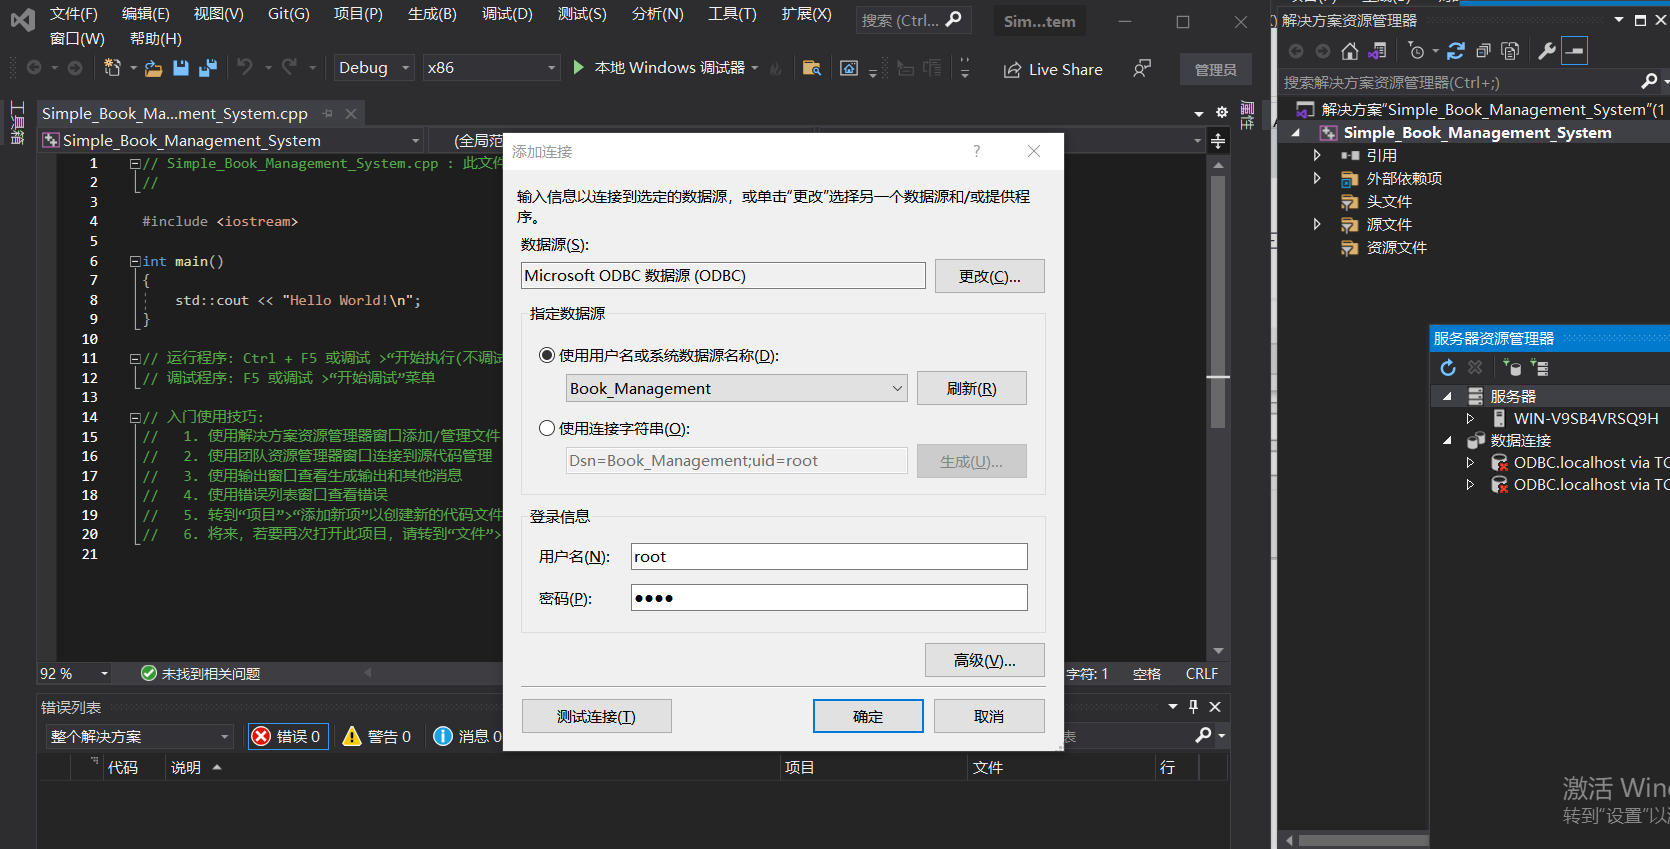 文件(F) 编辑(E) 视图(V) Git(G) 项目(P) 生成(B) 调试(D) 测试(S) 分析(N) 工具(T) 扩展(X) 搜索 (Ctrl... Sim...tem
窗口(W) 帮助(H)
Debug x86 本地 Windows 调试器 Live Share 管理员
工具箱
Simple_Book_Ma...ment_System.cpp
Simple_Book_Management_System (全局范
1 // Simple_Book_Management_System.cpp : 此文件
2 //
3
4 #include <iostream>
5
6 int main()
7 {
8 std::cout << "Hello World!\n";
9 }
10
11 // 运行程序: Ctrl + F5 或调试 >“开始执行(不调试
12 // 调试程序: F5 或调试 >“开始调试”菜单
13
14 // 入门使用技巧:
15 // 1. 使用解决方案资源管理器窗口添加/管理文件
16 // 2. 使用团队资源管理器窗口连接到源代码管理
17 // 3. 使用输出窗口查看生成输出和其他消息
18 // 4. 使用错误列表窗口查看错误
19 // 5. 转到“项目”>“添加新项”以创建新的代码文件
20 // 6. 将来，若要再次打开此项目，请转到“文件”>
21
92 % 未找到相关问题 字符: 1 空格 CRLF
错误列表
整个解决方案 错误 0 警告 0 消息 0 表
代码 说明 项目 文件 行
添加连接 ?
输入信息以连接到选定的数据源，或单击“更改”选择另一个数据源和/或提供程
序。
数据源(S):
Microsoft ODBC 数据源 (ODBC) 更改(C)...
指定数据源
使用用户名或系统数据源名称(D):
Book_Management 刷新(R)
使用连接字符串(O):
Dsn=Book_Management;uid=root 生成(U)...
登录信息
用户名(N): root
密码(P): ●●●●
高级(V)...
测试连接(T) 确定 取消
属性
解决方案资源管理器
搜索解决方案资源管理器(Ctrl+;)
解决方案“Simple_Book_Management_System”(1
Simple_Book_Management_System
引用
外部依赖项
头文件
源文件
资源文件
服务器资源管理器
服务器
WIN-V9SB4VRSQ9H
数据连接
ODBC.localhost via TC
ODBC.localhost via TC
激活 Win
转到“设置”以